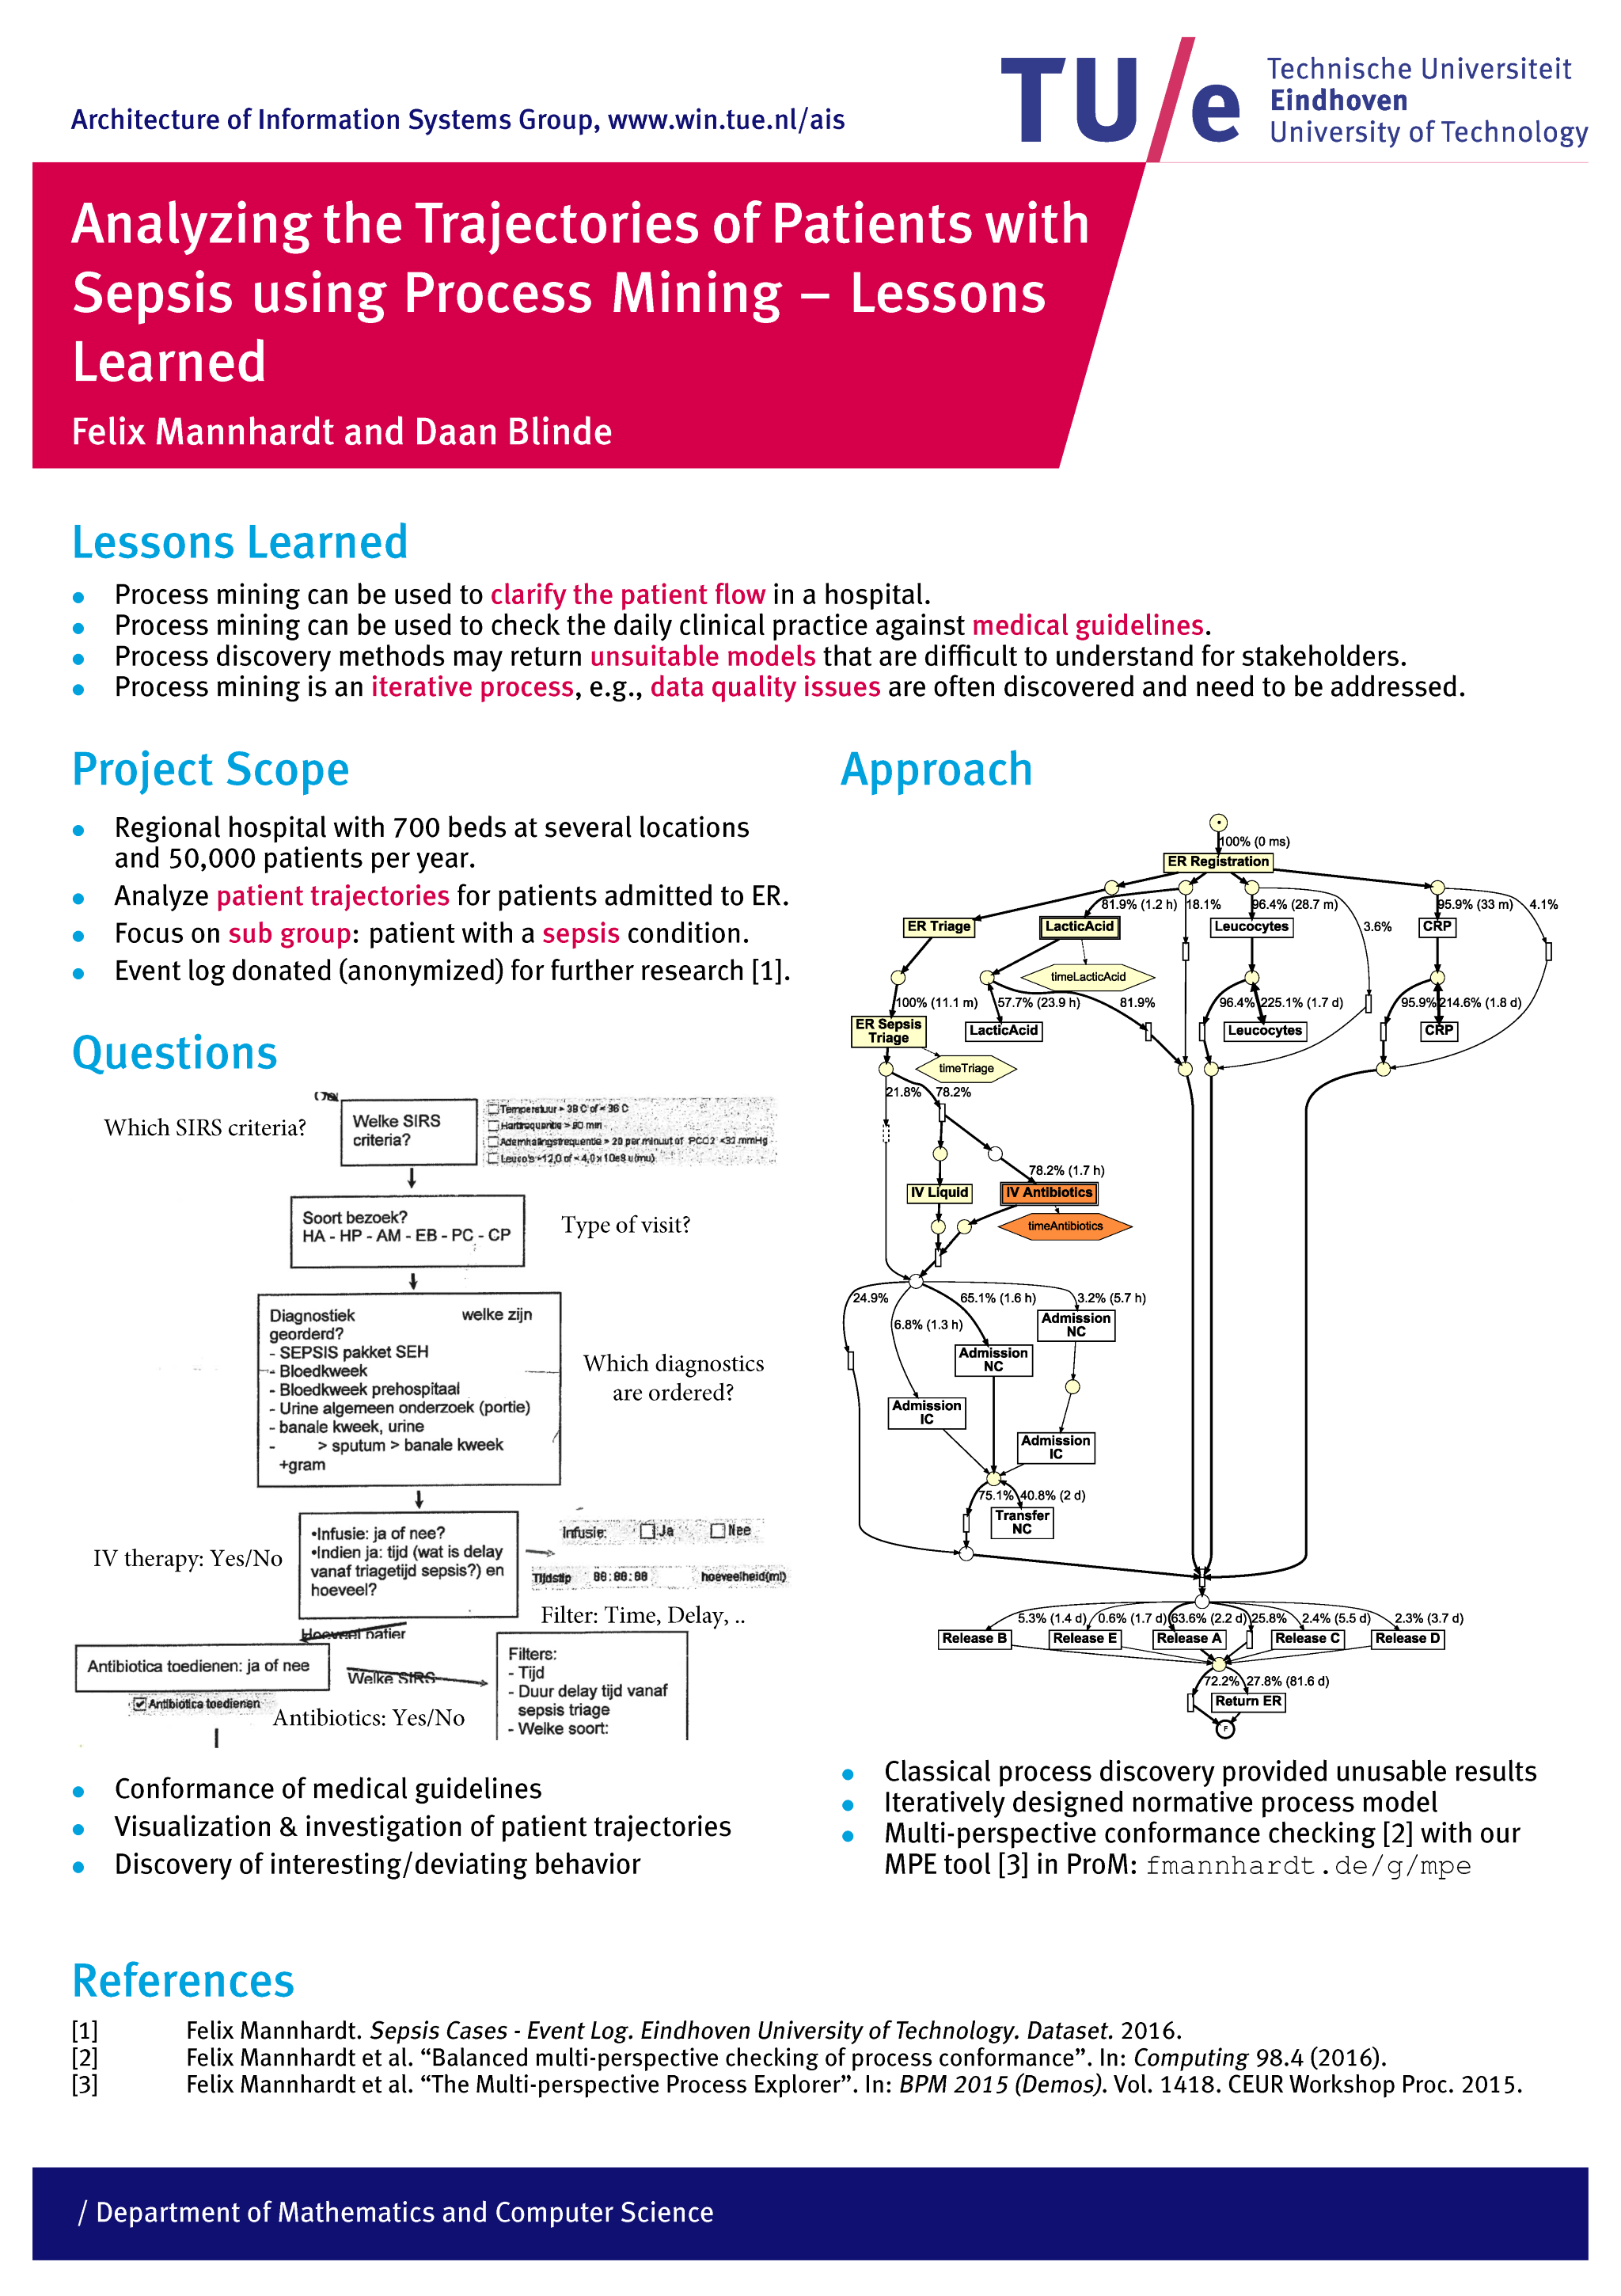 Architecture of Information Systems Group, www.win.tue.nl/ais
TU/e
Technische Universiteit
Eindhoven
University of Technology
Analyzing the Trajectories of Patients with
Sepsis using Process Mining – Lessons
Learned
Felix Mannhardt and Daan Blinde
Lessons Learned
• Process mining can be used to clarify the patient flow in a hospital.
• Process mining can be used to check the daily clinical practice against medical guidelines.
• Process discovery methods may return unsuitable models that are difficult to understand for stakeholders.
• Process mining is an iterative process, e.g., data quality issues are often discovered and need to be addressed.
Project Scope
• Regional hospital with 700 beds at several locations
and 50,000 patients per year.
• Analyze patient trajectories for patients admitted to ER.
• Focus on sub group: patient with a sepsis condition.
• Event log donated (anonymized) for further research [1].
Questions
Which SIRS criteria?
Welke SIRS
criteria?
Temperatuur > 38 C of < 36 C
Hartfrequentie > 90 min
Ademhalingsfrequentie > 20 per minuut of PCO2 <32 mmHg
Leuco's >12,0 of < 4,0 x 10e9
Soort bezoek?
HA - HP - AM - EB - PC - CP
Type of visit?
Diagnostiek welke zijn
georderd?
- SEPSIS pakket SEH
- Bloedkweek
- Bloedkweek prehospitaal
- Urine algemeen onderzoek (portie)
- banale kweek, urine
- > sputum > banale kweek
+gram
Which diagnostics
are ordered?
IV therapy: Yes/No
•Infusie: ja of nee?
•Indien ja: tijd (wat is delay
vanaf triagetijd sepsis?) en
hoeveel?
Infusie: Ja Nee
Tijdstip 00:00:00 hoeveelheid(ml)
Filter: Time, Delay, ..
Hoeveel
Antibiotica toedienen: ja of nee
Welke SIRS
Antibiotica toedienen
Antibiotics: Yes/No
Filters:
- Tijd
- Duur delay tijd vanaf
sepsis triage
- Welke soort:
• Conformance of medical guidelines
• Visualization & investigation of patient trajectories
• Discovery of interesting/deviating behavior
Approach
100% (0 ms)
ER Registration
81.9% (1.2 h) 18.1% 96.4% (28.7 m) 95.9% (33 m) 4.1%
ER Triage LacticAcid Leucocytes 3.6% CRP
timeLacticAcid
100% (11.1 m) 57.7% (23.9 h) 81.9% 96.4% 225.1% (1.7 d) 95.9% 214.6% (1.8 d)
ER Sepsis
Triage
LacticAcid Leucocytes CRP
timeTriage
21.8% 78.2%
78.2% (1.7 h)
IV Liquid IV Antibiotics
timeAntibiotics
24.9% 65.1% (1.6 h) 3.2% (5.7 h)
6.8% (1.3 h)
Admission
NC
Admission
NC
Admission
IC
Admission
IC
75.1% 40.8% (2 d)
Transfer
NC
5.3% (1.4 d) 0.6% (1.7 d) 63.6% (2.2 d) 25.8% 2.4% (5.5 d) 2.3% (3.7 d)
Release B Release E Release A Release C Release D
72.2% 27.8% (81.6 d)
Return ER
F
• Classical process discovery provided unusable results
• Iteratively designed normative process model
• Multi-perspective conformance checking [2] with our
MPE tool [3] in ProM: fmannhardt.de/g/mpe
References
[1] Felix Mannhardt. Sepsis Cases - Event Log. Eindhoven University of Technology. Dataset. 2016.
[2] Felix Mannhardt et al. “Balanced multi-perspective checking of process conformance”. In: Computing 98.4 (2016).
[3] Felix Mannhardt et al. “The Multi-perspective Process Explorer”. In: BPM 2015 (Demos). Vol. 1418. CEUR Workshop Proc. 2015.
/ Department of Mathematics and Computer Science